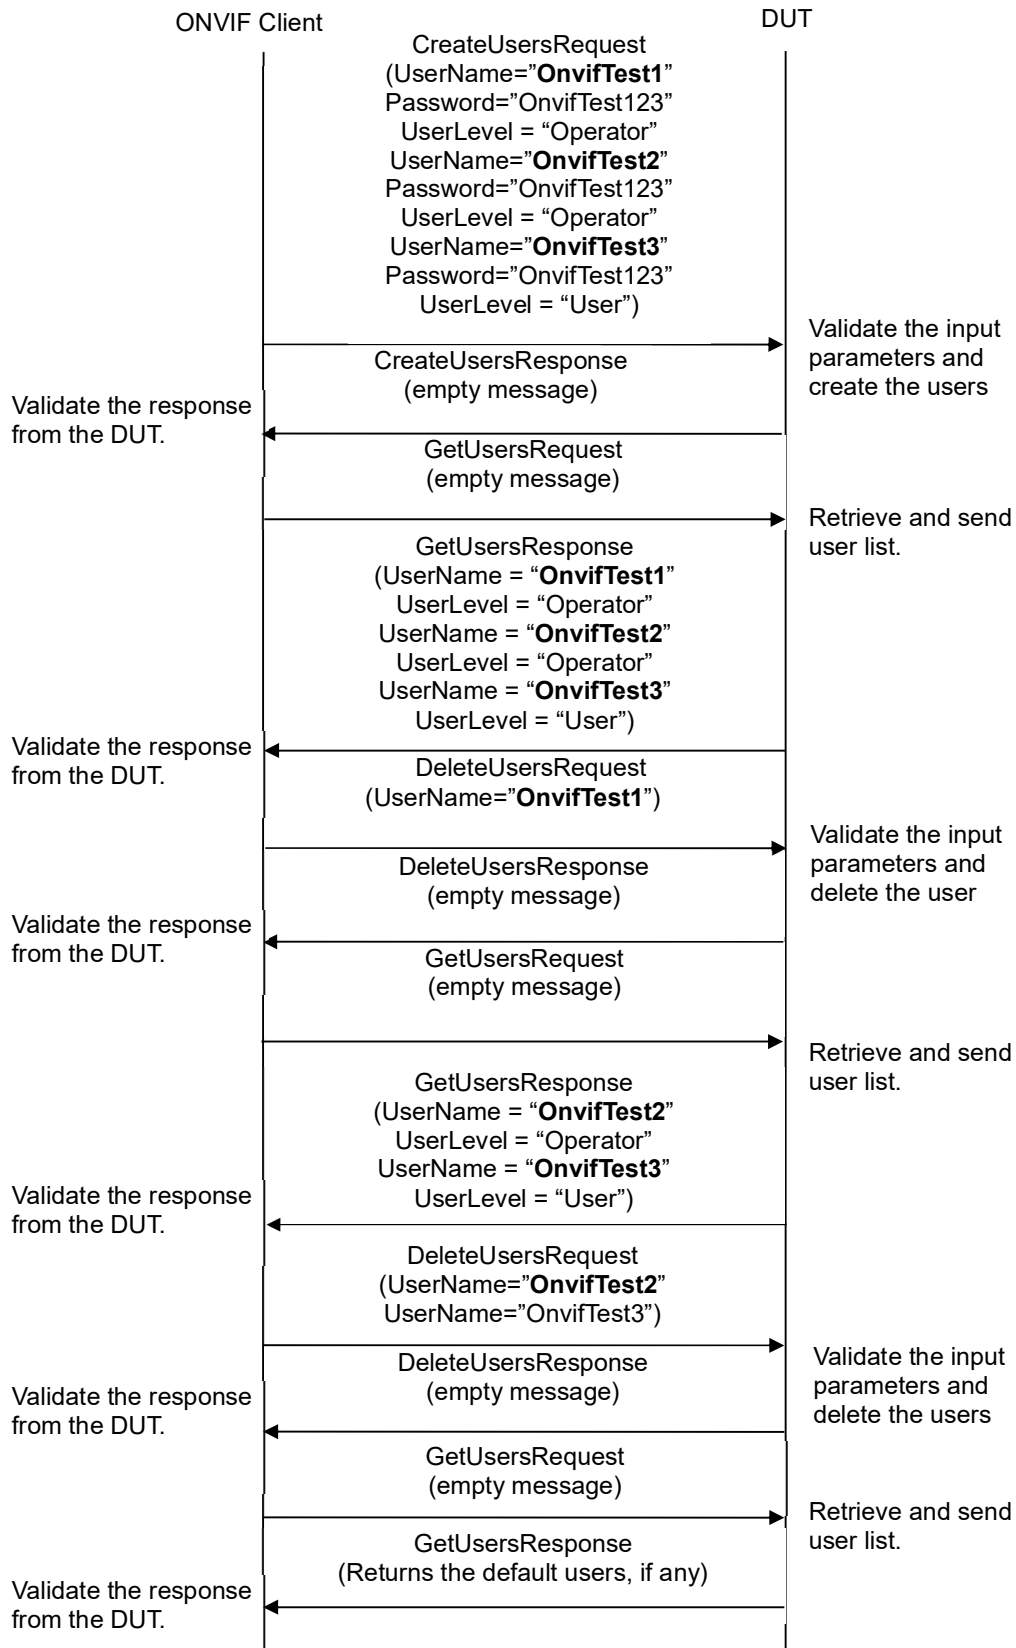 ONVIF Client
DUT
CreateUsersRequest
(UserName=”OnvifTest1“
Password=”OnvifTest123”
UserLevel = “Operator”
UserName=”OnvifTest2”
Password=”OnvifTest123”
UserLevel = “Operator”
UserName=”OnvifTest3”
Password=”OnvifTest123”
UserLevel = “User”)
Validate the input
parameters and
create the users
CreateUsersResponse
(empty message)
Validate the response
from the DUT.
GetUsersRequest
(empty message)
Retrieve and send
user list.
GetUsersResponse
(UserName = “OnvifTest1“
UserLevel = “Operator”
UserName = “OnvifTest2”
UserLevel = “Operator”
UserName = “OnvifTest3”
UserLevel = “User”)
Validate the response
from the DUT.
DeleteUsersRequest
(UserName=”OnvifTest1“)
Validate the input
parameters and
delete the user
DeleteUsersResponse
(empty message)
Validate the response
from the DUT.
GetUsersRequest
(empty message)
Retrieve and send
user list.
GetUsersResponse
(UserName = “OnvifTest2“
UserLevel = “Operator”
UserName = “OnvifTest3”
UserLevel = “User”)
Validate the response
from the DUT.
DeleteUsersRequest
(UserName=”OnvifTest2“
UserName=”OnvifTest3”)
Validate the input
parameters and
delete the users
DeleteUsersResponse
(empty message)
Validate the response
from the DUT.
GetUsersRequest
(empty message)
Retrieve and send
user list.
GetUsersResponse
(Returns the default users, if any)
Validate the response
from the DUT.